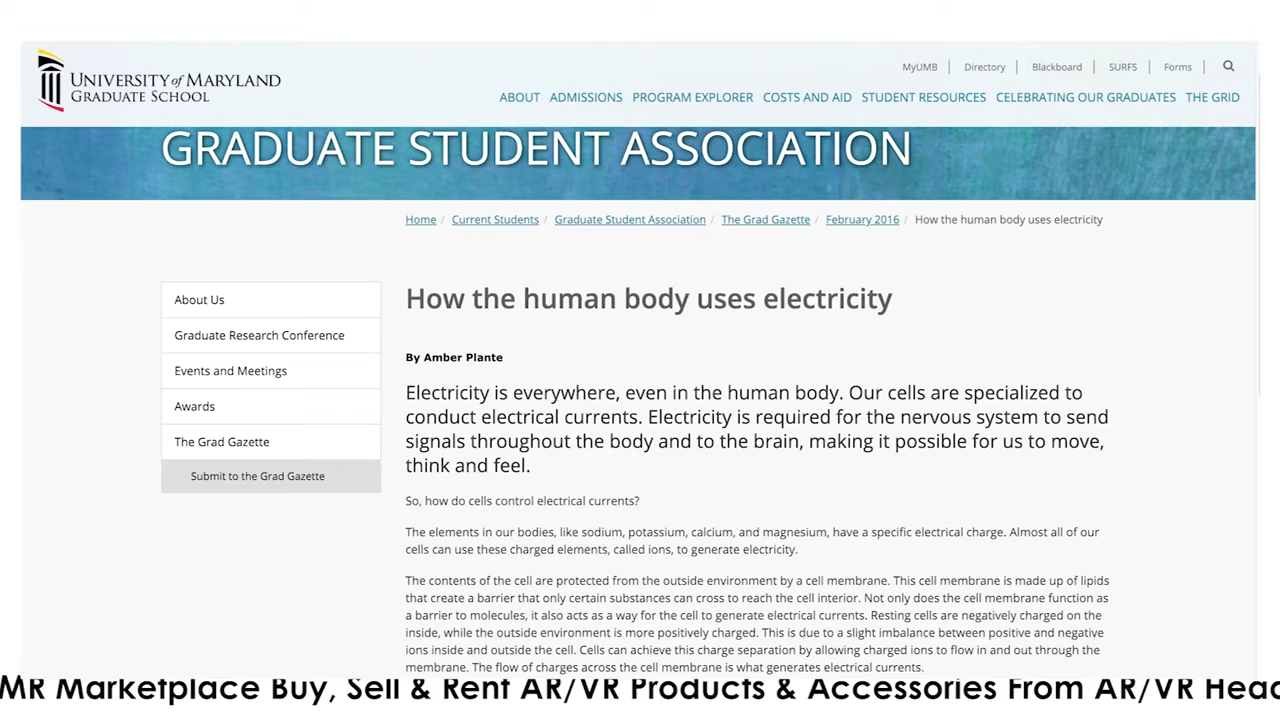 UNIVERSITY of MARYLAND
GRADUATE SCHOOL
MyUMB | Directory | Blackboard | SURFS | Forms |
ABOUT ADMISSIONS PROGRAM EXPLORER COSTS AND AID STUDENT RESOURCES CELEBRATING OUR GRADUATES THE GRID
GRADUATE STUDENT ASSOCIATION
Home / Current Students / Graduate Student Association / The Grad Gazette / February 2016 / How the human body uses electricity
About Us
Graduate Research Conference
Events and Meetings
Awards
The Grad Gazette
Submit to the Grad Gazette
How the human body uses electricity
By Amber Plante
Electricity is everywhere, even in the human body. Our cells are specialized to
conduct electrical currents. Electricity is required for the nervous system to send
signals throughout the body and to the brain, making it possible for us to move,
think and feel.
So, how do cells control electrical currents?
The elements in our bodies, like sodium, potassium, calcium, and magnesium, have a specific electrical charge. Almost all of our
cells can use these charged elements, called ions, to generate electricity.
The contents of the cell are protected from the outside environment by a cell membrane. This cell membrane is made up of lipids
that create a barrier that only certain substances can cross to reach the cell interior. Not only does the cell membrane function as
a barrier to molecules, it also acts as a way for the cell to generate electrical currents. Resting cells are negatively charged on the
inside, while the outside environment is more positively charged. This is due to a slight imbalance between positive and negative
ions inside and outside the cell. Cells can achieve this charge separation by allowing charged ions to flow in and out through the
membrane. The flow of charges across the cell membrane is what generates electrical currents.
MR Marketplace Buy, Sell & Rent AR/VR Products & Accessories From AR/VR Head